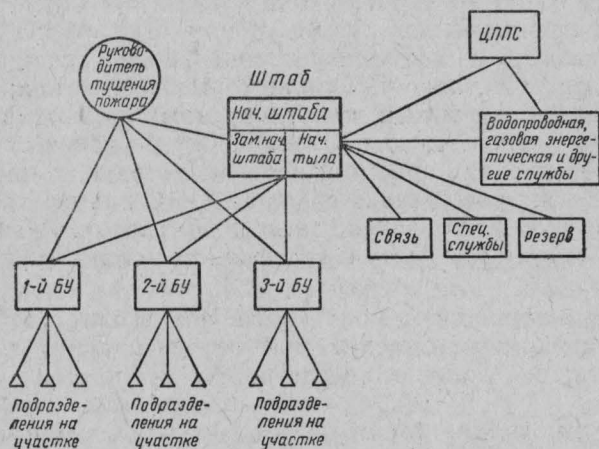 Руково-
дитель
тушения
пожара
Штаб
Нач. штаба
Зам.нач.
штаба
Нач.
тыла
ЦППС
Водопроводная,
газовая энерге-
тическая и дру-
гие службы
Связь
Спец.
службы
Резерв
1-й БУ
2-й БУ
3-й БУ
Подразде-
ления на
участке
Подразде-
ления на
участке
Подразде-
ления на
участке